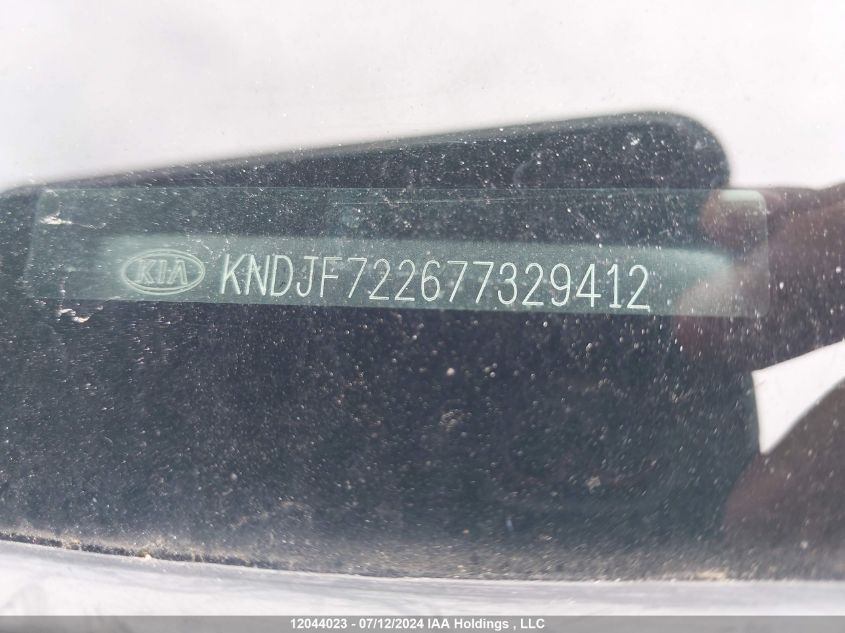 KIA KNDJF722677329412
12044023 - 07/12/2024 IAA Holdings , LLC